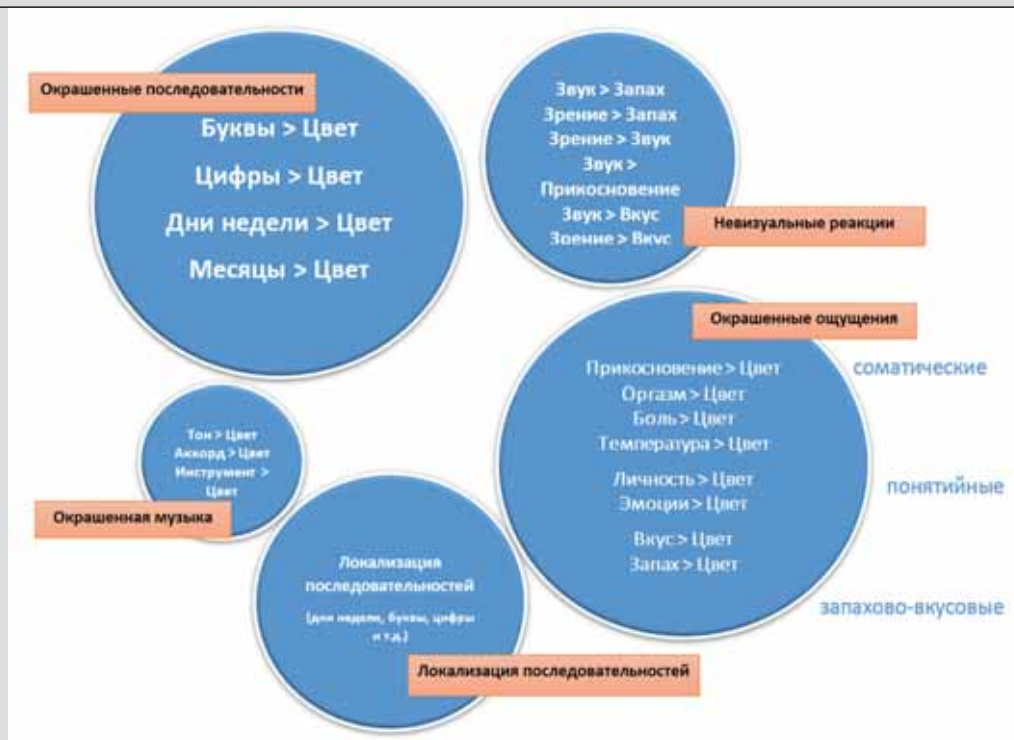 Окрашенные последовательности
Буквы > Цвет
Цифры > Цвет
Дни недели > Цвет
Месяцы > Цвет
Звук > Запах
Зрение > Запах
Зрение > Звук
Звук >
Прикосновение
Звук > Вкус
Зрение > Вкус
Невизуальные реакции
Окрашенные ощущения
Прикосновение > Цвет
Оргазм > Цвет
Боль > Цвет
Температура > Цвет
соматические
Личность > Цвет
Эмоции > Цвет
понятийные
Вкус > Цвет
Запах > Цвет
запахово-вкусовые
Тон > Цвет
Аккорд > Цвет
Инструмент >
Цвет
Окрашенная музыка
Локализация
последовательностей
(дни недели, буквы, цифры
и т.д.)
Локализация последовательностей